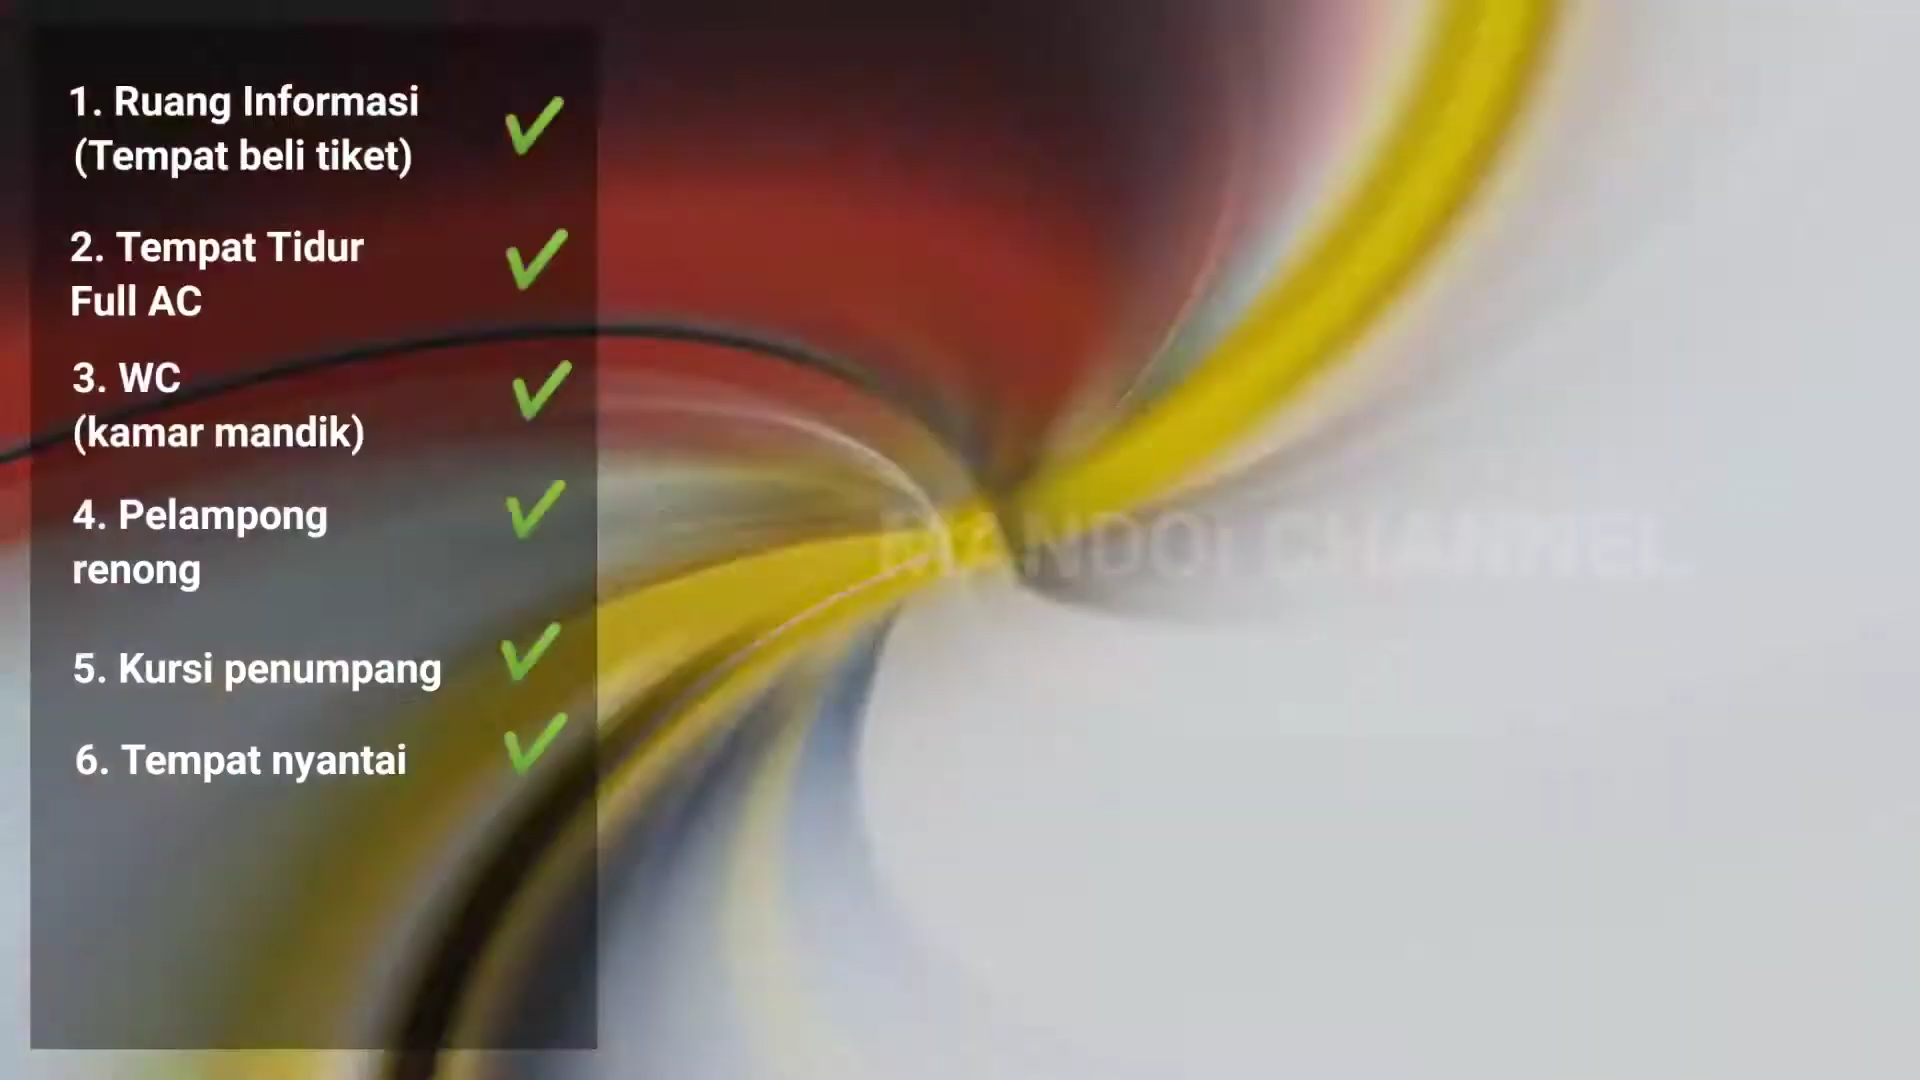 1. Ruang Informasi
(Tempat beli tiket)
2. Tempat Tidur
Full AC
3. WC
(kamar mandik)
4. Pelampong
renong
5. Kursi penumpang
6. Tempat nyantai
CHANNEL